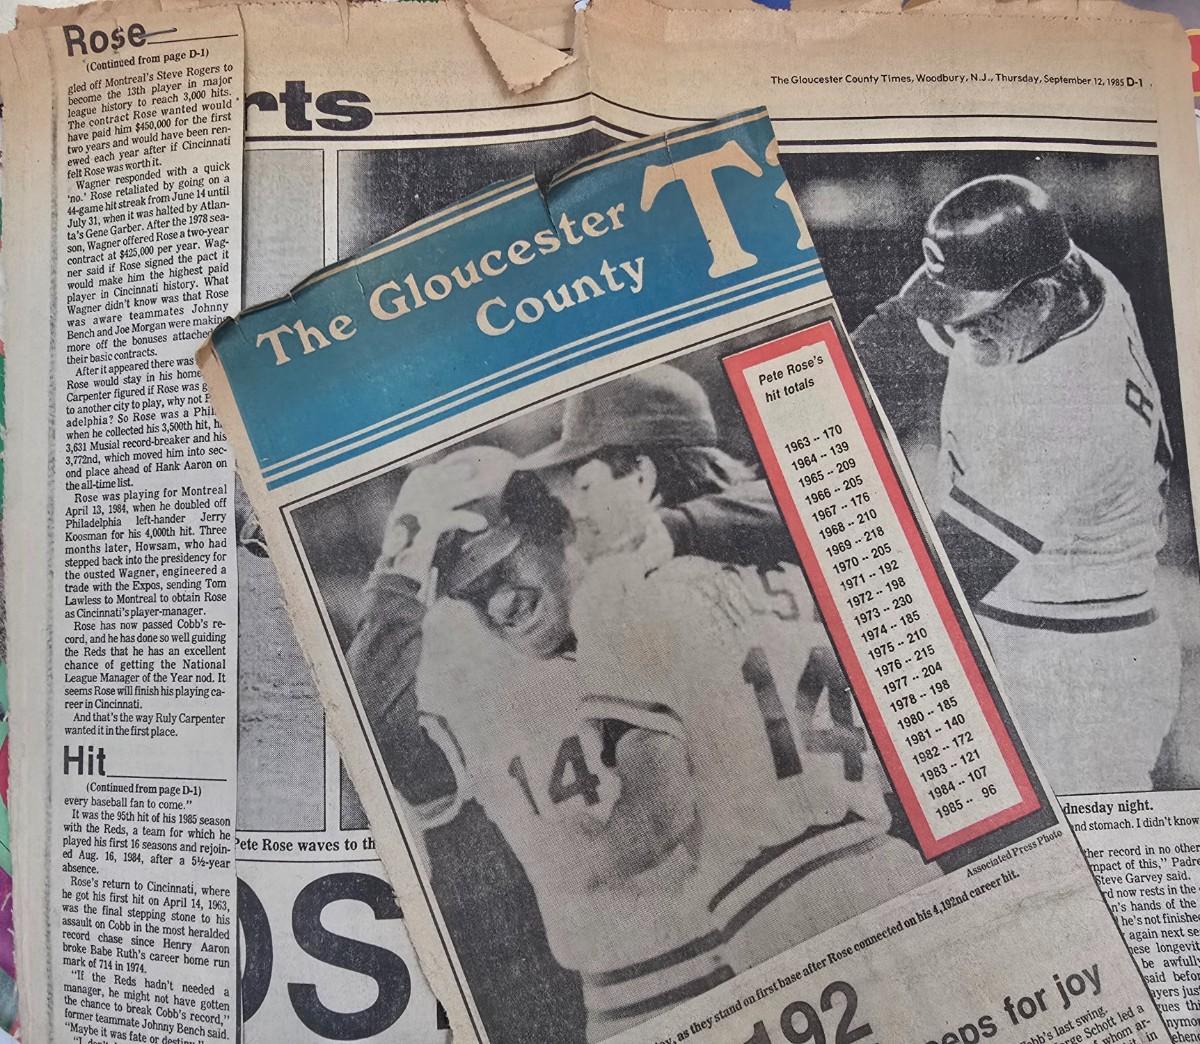 Rose
(Continued from page D-1)
gled off Montreal's Steve Rogers to
become the 13th player in major
league history to reach 3,000 hits.
The contract Rose wanted would
have paid him $450,000 for the first
two years and would have been ren-
ewed each year after if Cincinnati
felt Rose was worth it.
Wagner responded with a quick
'no.' Rose retaliated by going on a
44-game hit streak from June 14 until
July 31, when it was halted by Atlan-
ta's Gene Garber. After the 1978 sea-
son, Wagner offered Rose a two-year
contract at $425,000 per year. Wag-
ner said if Rose signed the pact it
would make him the highest paid
player in Cincinnati history. What
Wagner didn't know was that Rose
was aware teammates Johnny
Bench and Joe Morgan were making
more off the bonuses attached
their basic contracts.
After it appeared there was
Rose would stay in his home
Carpenter figured if Rose was g
to another city to play, why not
adelphia? So Rose was a Phil
when he collected his 3,500th hit, h
3,631 Musial record-breaker and his
3,772nd, which moved him into sec-
ond place ahead of Hank Aaron on
the all-time list.
Rose was playing for Montreal
April 13, 1984, when he doubled off
Philadelphia left-hander Jerry
Koosman for his 4,000th hit. Three
months later, Howsam, who had
stepped back into the presidency for
the ousted Wagner, engineered a
trade with the Expos, sending Tom
Lawless to Montreal to obtain Rose
as Cincinnati's player-manager.
Rose has now passed Cobb's re-
cord, and he has done so well guiding
the Reds that he has an excellent
chance of getting the National
League Manager of the Year nod. It
seems Rose will finish his playing ca-
reer in Cincinnati.
And that's the way Ruly Carpenter
wanted it in the first place.
Hit
(Continued from page D-1)
every baseball fan to come."
It was the 95th hit of his 1985 season
with the Reds, a team for which he
played his first 16 seasons and rejoin-
ed Aug. 16, 1984, after a 5½-year
absence.
Rose's return to Cincinnati, where
he got his first hit on April 14, 1963,
was the final stepping stone to his
assault on Cobb in the most heralded
record chase since Henry Aaron
broke Babe Ruth's career home run
mark of 714 in 1974.
"If the Reds hadn't needed a
manager, he might not have gotten
the chance to break Cobb's record,"
former teammate Johnny Bench said.
"Maybe it was fate or destiny."
rts
The Gloucester County Times, Woodbury, N.J., Thursday, September 12, 1985 D-1
The Gloucester
County
Ti
Pete Rose's
hit totals
1963 -- 170
1964 -- 139
1965 -- 209
1966 -- 205
1967 -- 176
1968 -- 210
1969 -- 218
1970 -- 205
1971 -- 192
1972 -- 198
1973 -- 230
1974 -- 185
1975 -- 210
1976 -- 215
1977 -- 204
1978 -- 198
1980 -- 185
1981 -- 140
1982 -- 172
1983 -- 121
1984 -- 107
1985 -- 96
14
14
5
C
R
Associated Press Photo
as they stand on first base after Rose connected on his 4,192nd career hit.
192
eeps for joy
bb's last swing.
rge Schott led a
f whom ar-
Pete Rose waves to th
OS
dnesday night.
nd stomach. I didn't know
ther record in no other
mpact of this," Padre
Steve Garvey said.
rd now rests in the
n's hands of the
he's not finishe
again next se
ese longevit
be awfully
said befor
ayers jus
gues thi
nymo